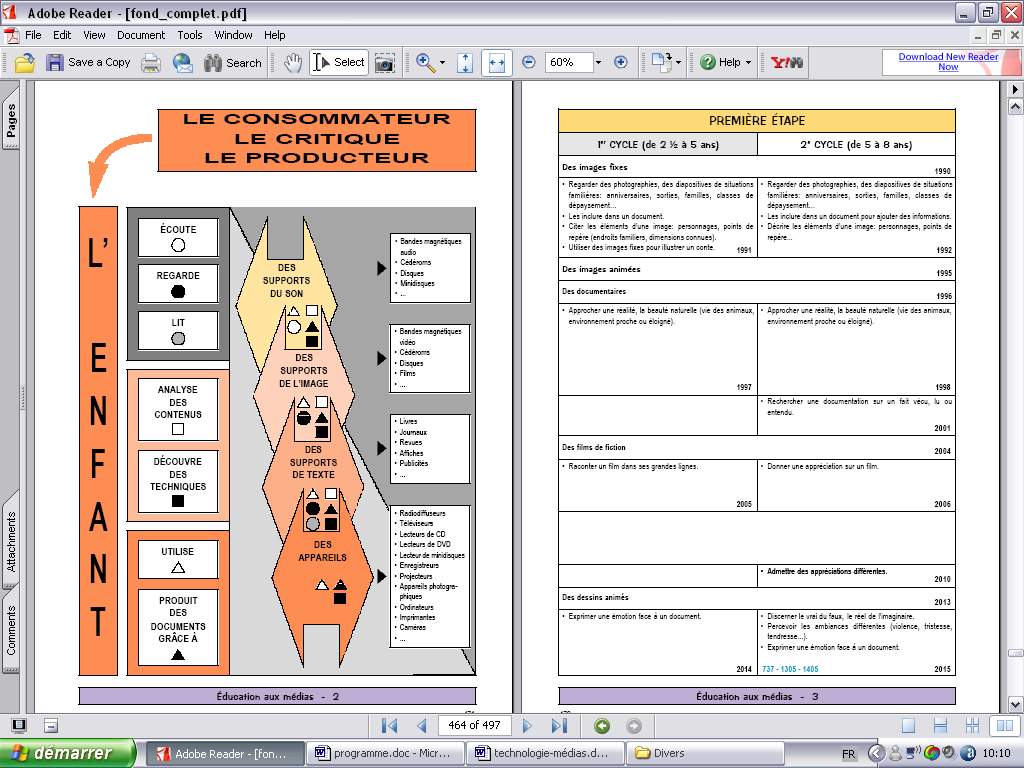 Adobe Reader - [fond_complet.pdf]
File Edit View Document Tools Window Help
Save a Copy Search Select 60% Help Y!
Download New Reader
Now
Pages
Attachments
Comments
LE CONSOMMATEUR
LE CRITIQUE
LE PRODUCTEUR
L'ENFANT
ÉCOUTE
REGARDE
LIT
ANALYSE
DES
CONTENUS
DÉCOUVRE
DES
TECHNIQUES
UTILISE
PRODUIT
DES
DOCUMENTS
GRÂCE À
DES
SUPPORTS
DU SON
DES
SUPPORTS
DE L'IMAGE
DES
SUPPORTS
DE TEXTE
DES
APPAREILS
• Bandes magnétiques
audio
• Cédéroms
• Disques
• Minidisques
• ...
• Bandes magnétiques
vidéo
• Cédéroms
• Disques
• Films
• ...
• Livres
• Journaux
• Revues
• Affiches
• Publicités
• ...
• Radiodiffuseurs
• Téléviseurs
• Lecteurs de CD
• Lecteurs de DVD
• Lecteur de minidisques
• Enregistreurs
• Projecteurs
• Appareils photogra-
phiques
• Ordinateurs
• Imprimantes
• Caméras
• ...
Éducation aux médias - 2
PREMIÈRE ÉTAPE
1er CYCLE (de 2 ½ à 5 ans)
2e CYCLE (de 5 à 8 ans)
Des images fixes 1990
• Regarder des photographies, des diapositives de situations
familières: anniversaires, sorties, familles, classes de
dépaysement...
• Les inclure dans un document.
• Citer les éléments d'une image: personnages, points de
repère (endroits familiers, dimensions connues).
• Utiliser des images fixes pour illustrer un conte. 1991
• Regarder des photographies, des diapositives de situations
familières: anniversaires, sorties, familles, classes de
dépaysement...
• Les inclure dans un document pour ajouter des informations.
• Décrire les éléments d'une image: personnages, points de
repère... 1992
Des images animées 1995
Des documentaires 1996
• Approcher une réalité, la beauté naturelle (vie des animaux,
environnement proche ou éloigné).
1997
• Approcher une réalité, la beauté naturelle (vie des animaux,
environnement proche ou éloigné).
1998
• Rechercher une documentation sur un fait vécu, lu ou
entendu.
2001
Des films de fiction 2004
• Raconter un film dans ses grandes lignes.
2005
• Donner une appréciation sur un film.
2006
• Admettre des appréciations différentes.
2010
Des dessins animés 2013
• Exprimer une émotion face à un document.
2014
• Discerner le vrai du faux, le réel de l'imaginaire.
• Percevoir les ambiances différentes (violence, tristesse,
tendresse...).
• Exprimer une émotion face à un document.
737 - 1305 - 1405 2015
Éducation aux médias - 3
464 of 497
démarrer Adobe Reader - [fon... programme.doc - Micr... technologie-médias.d... Divers FR 10:10